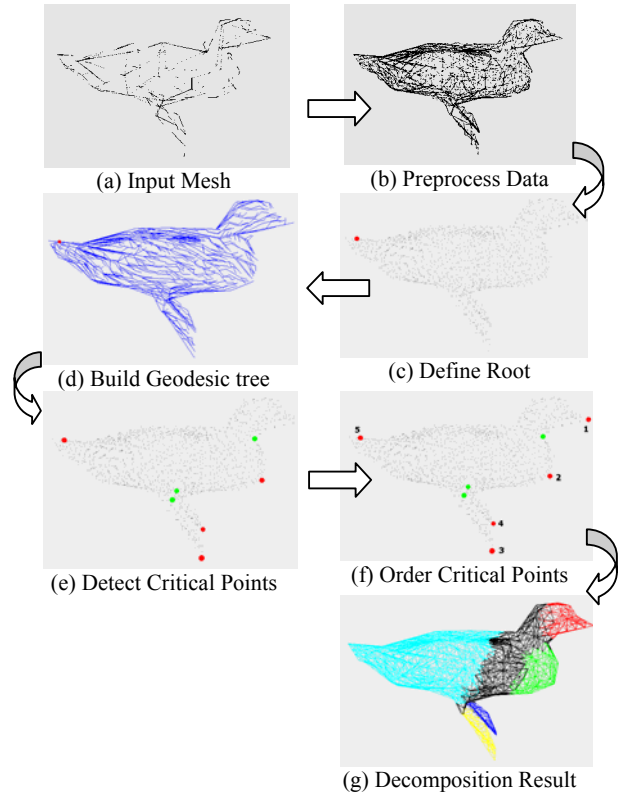 (a) Input Mesh
(b) Preprocess Data
(c) Define Root
(d) Build Geodesic tree
(e) Detect Critical Points
5
1
2
4
3
(f) Order Critical Points
(g) Decomposition Result